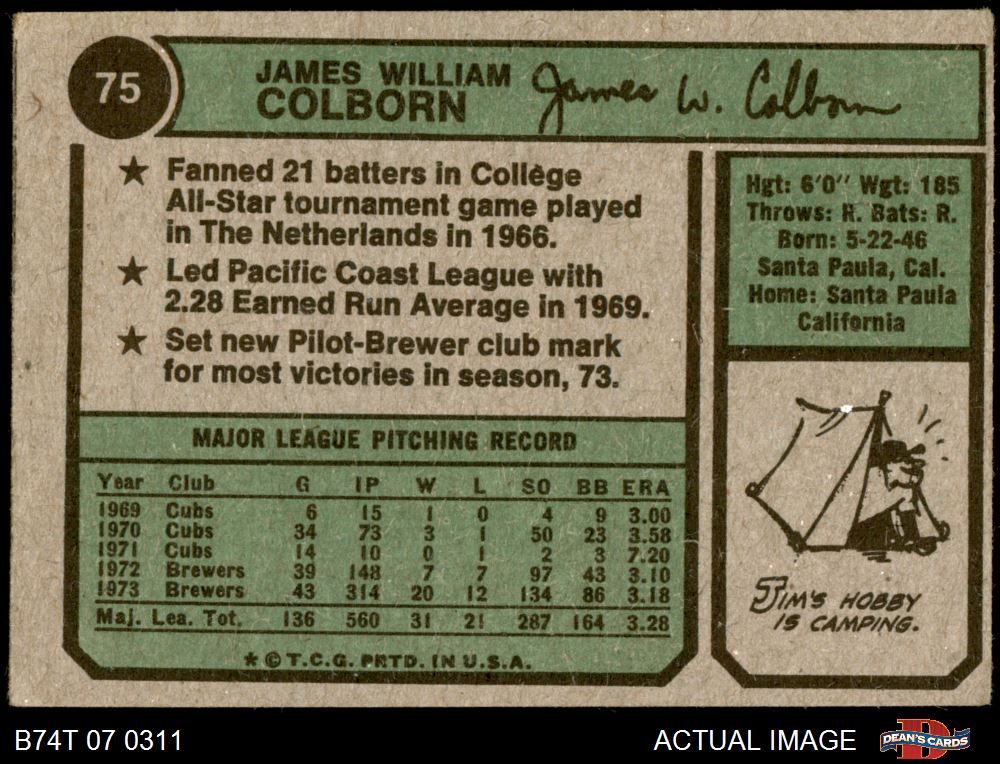 75
JAMES WILLIAM
COLBORN
James W. Colborn
★ Fanned 21 batters in College
All-Star tournament game played
in The Netherlands in 1966.
★ Led Pacific Coast League with
2.28 Earned Run Average in 1969.
★ Set new Pilot-Brewer club mark
for most victories in season, 73.
Hgt: 6'0" Wgt: 185
Throws: R. Bats: R.
Born: 5-22-46
Santa Paula, Cal.
Home: Santa Paula
California
MAJOR LEAGUE PITCHING RECORD
Year Club G IP W L SO BB ERA
1969 Cubs 6 15 1 0 4 9 3.00
1970 Cubs 34 73 3 1 50 23 3.58
1971 Cubs 14 10 0 1 2 3 7.20
1972 Brewers 39 148 7 7 97 43 3.10
1973 Brewers 43 314 20 12 134 86 3.18
Maj. Lea. Tot. 136 560 31 21 287 164 3.28
★ © T.C.G. PRTD. IN U.S.A.
JIM'S HOBBY
IS CAMPING.
B74T 07 0311
ACTUAL IMAGE
DEAN'S CARDS